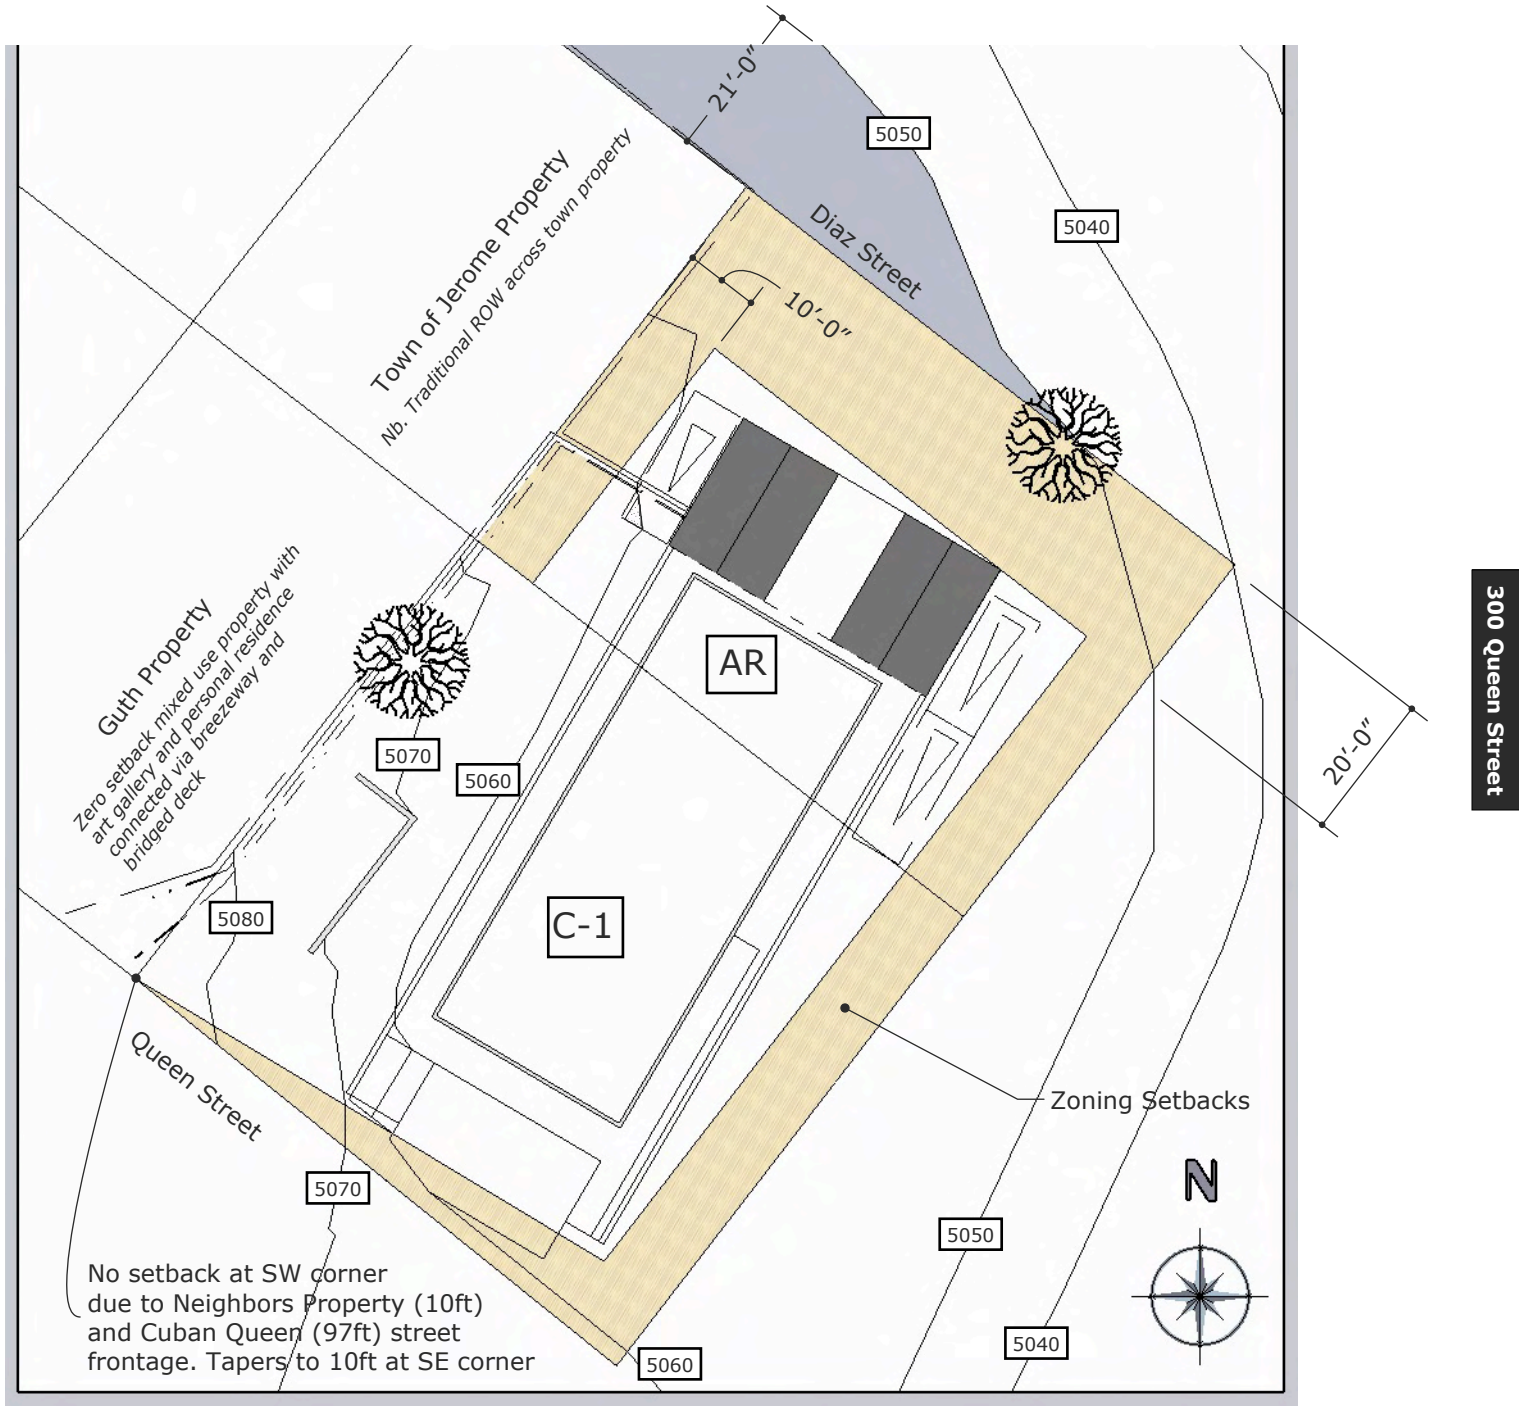 21′-0″
5050
5040
Diaz Street
Town of Jerome Property
Nb. Traditional ROW across town property
10′-0″
Guth Property
Zero setback mixed use property with
art gallery and personal residence
connected via breezeway and
bridged deck
AR
300 Queen Street
5070
5060
20′-0″
5080
C-1
Queen Street
Zoning Setbacks
N
5070
5050
No setback at SW corner
due to Neighbors Property (10ft)
and Cuban Queen (97ft) street
frontage. Tapers to 10ft at SE corner
5060
5040